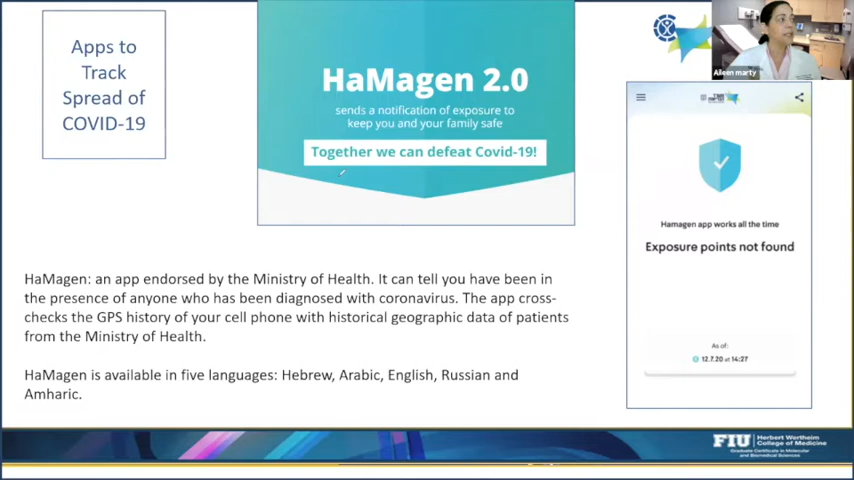 Apps to
Track
Spread of
COVID-19
HaMagen 2.0
sends a notification of exposure to
keep you and your family safe
Together we can defeat Covid-19!
Aileen marty
Hamagen app works all the time
Exposure points not found
As of:
12.7.20 at 14:27
HaMagen: an app endorsed by the Ministry of Health. It can tell you have been in
the presence of anyone who has been diagnosed with coronavirus. The app cross-
checks the GPS history of your cell phone with historical geographic data of patients
from the Ministry of Health.
HaMagen is available in five languages: Hebrew, Arabic, English, Russian and
Amharic.
FIU
Herbert Wertheim
College of Medicine
Graduate Certificate in Molecular
and Biomedical Sciences